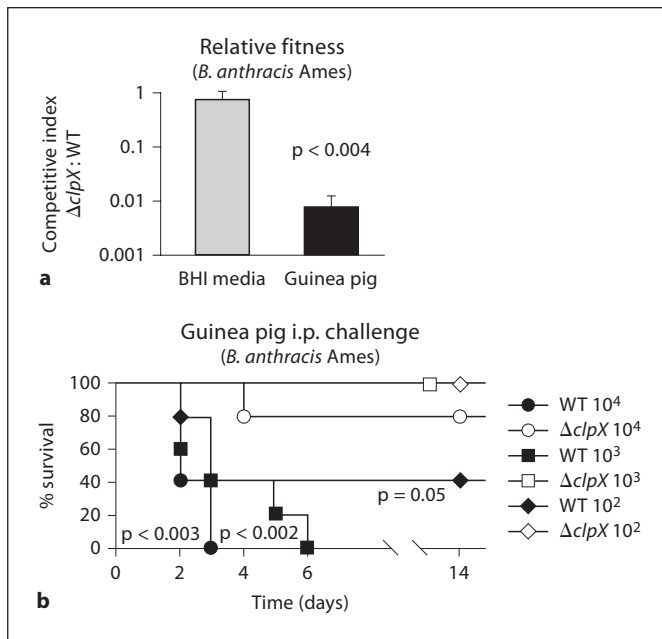 Relative fitness
(B. anthracis Ames)
Competitive index
ΔclpX : WT
1
0.1
0.01
0.001
p < 0.004
BHI media
Guinea pig
a
Guinea pig i.p. challenge
(B. anthracis Ames)
% survival
100
80
60
40
20
0
p < 0.003
p < 0.002
p = 0.05
0
2
4
6
14
Time (days)
WT 10⁴
ΔclpX 10⁴
WT 10³
ΔclpX 10³
WT 10²
ΔclpX 10²
b